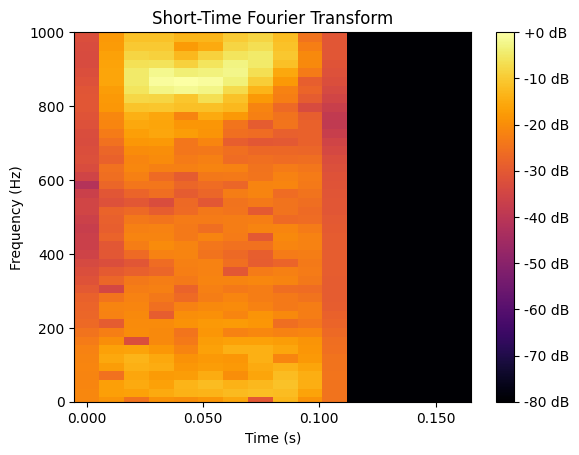 Short-Time Fourier Transform
1000
800
600
400
200
0
Frequency (Hz)
0.000
0.050
0.100
0.150
Time (s)
+0 dB
-10 dB
-20 dB
-30 dB
-40 dB
-50 dB
-60 dB
-70 dB
-80 dB